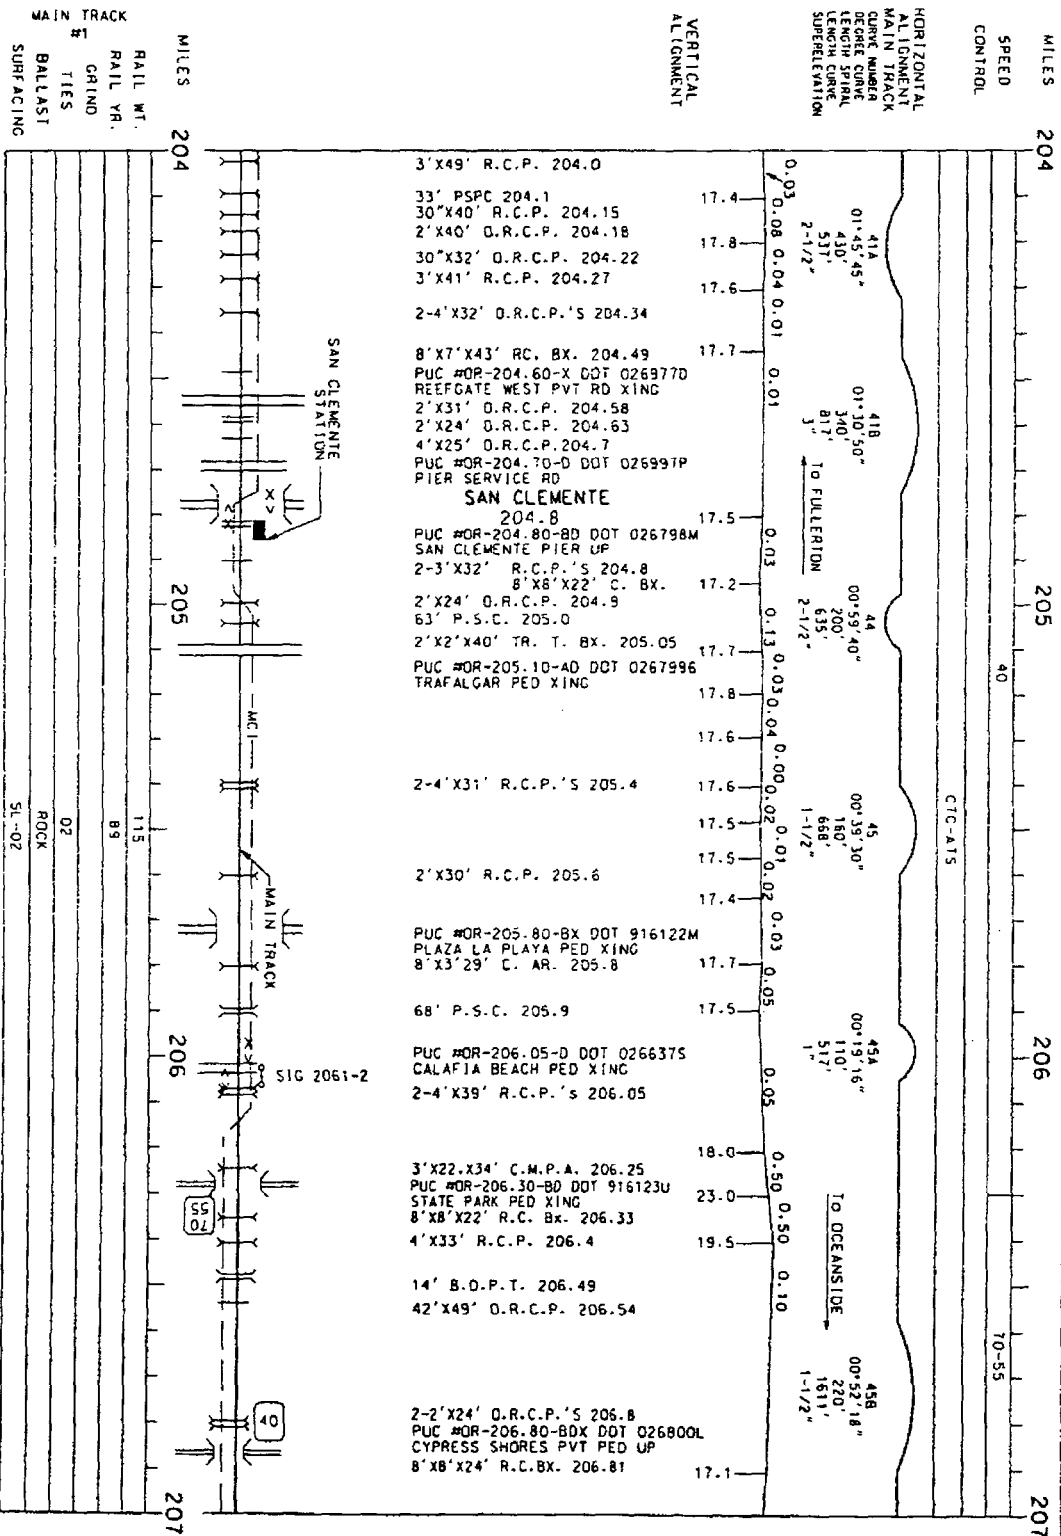 MILES
SPEED
CONTROL
HORIZONTAL
ALIGNMENT
MAIN TRACK
CURVE NUMBER
DEGREE CURVE
LENGTH SPIRAL
LENGTH CURVE
SUPERELEVATION
VERTICAL
ALIGNMENT
MILES
MAIN TRACK
#1
RAIL WT.
RAIL YR.
GRIND
TIES
BALLAST
SURFACING
204
205
206
207
40
70-55
CTC-ATS
41A
01°45'45"
430'
537'
2-1/2"
41B
01°30'50"
340'
817'
3"
To FULLERTON
44
00°59'40"
200'
635'
2-1/2"
45
00°39'30"
160'
668'
1-1/2"
45A
00°19'16"
110'
517'
1"
To OCEANSIDE
45B
00°52'18"
220'
1611'
1-1/2"
0.03
0.08
0.04
0.01
0.01
0.03
0.13
0.03
0.04
0.00
0.02
0.01
0.02
0.03
0.05
0.05
0.50
0.50
0.10
17.4
17.8
17.6
17.7
17.5
17.2
17.7
17.8
17.6
17.6
17.5
17.5
17.4
17.7
17.5
18.0
23.0
19.5
17.1
3'X49' R.C.P. 204.0
33' PSPC 204.1
30"X40' R.C.P. 204.15
2'X40' O.R.C.P. 204.18
30"X32' O.R.C.P. 204.22
3'X41' R.C.P. 204.27
2-4'X32' O.R.C.P.'S 204.34
8'X7'X43' RC. BX. 204.49
PUC #OR-204.60-X DOT 026977D
REEFGATE WEST PVT RD XING
2'X31' O.R.C.P. 204.58
2'X24' O.R.C.P. 204.63
4'X25' O.R.C.P.204.7
PUC #OR-204.70-D DOT 026997P
PIER SERVICE RD
SAN CLEMENTE
204.8
PUC #OR-204.80-BD DOT 026798M
SAN CLEMENTE PIER UP
2-3'X32' R.C.P.'S 204.8
8'X8'X22' C. BX.
2'X24' O.R.C.P. 204.9
63' P.S.C. 205.0
2'X2'X40' TR. T. BX. 205.05
PUC #OR-205.10-AD DOT 0267996
TRAFALGAR PED XING
2-4'X31' R.C.P.'S 205.4
2'X30' R.C.P. 205.6
PUC #OR-205.80-BX DOT 916122M
PLAZA LA PLAYA PED XING
8'X3'29' C. AR. 205.8
68' P.S.C. 205.9
PUC #OR-206.05-D DOT 026637S
CALAFIA BEACH PED XING
2-4'X39' R.C.P.'s 206.05
3'X22.X34' C.M.P.A. 206.25
PUC #OR-206.30-BD DOT 916123U
STATE PARK PED XING
8'X8'X22' R.C. Bx. 206.33
4'X33' R.C.P. 206.4
14' B.D.P.T. 206.49
42'X49' O.R.C.P. 206.54
2-2'X24' O.R.C.P.'S 206.8
PUC #OR-206.80-BDX DOT 026800L
CYPRESS SHORES PVT PED UP
8'X8'X24' R.C.BX. 206.81
SAN CLEMENTE
STATION
MC1
MAIN TRACK
SIG 2061-2
70
55
40
204
205
206
207
115
89
02
ROCK
SL-02